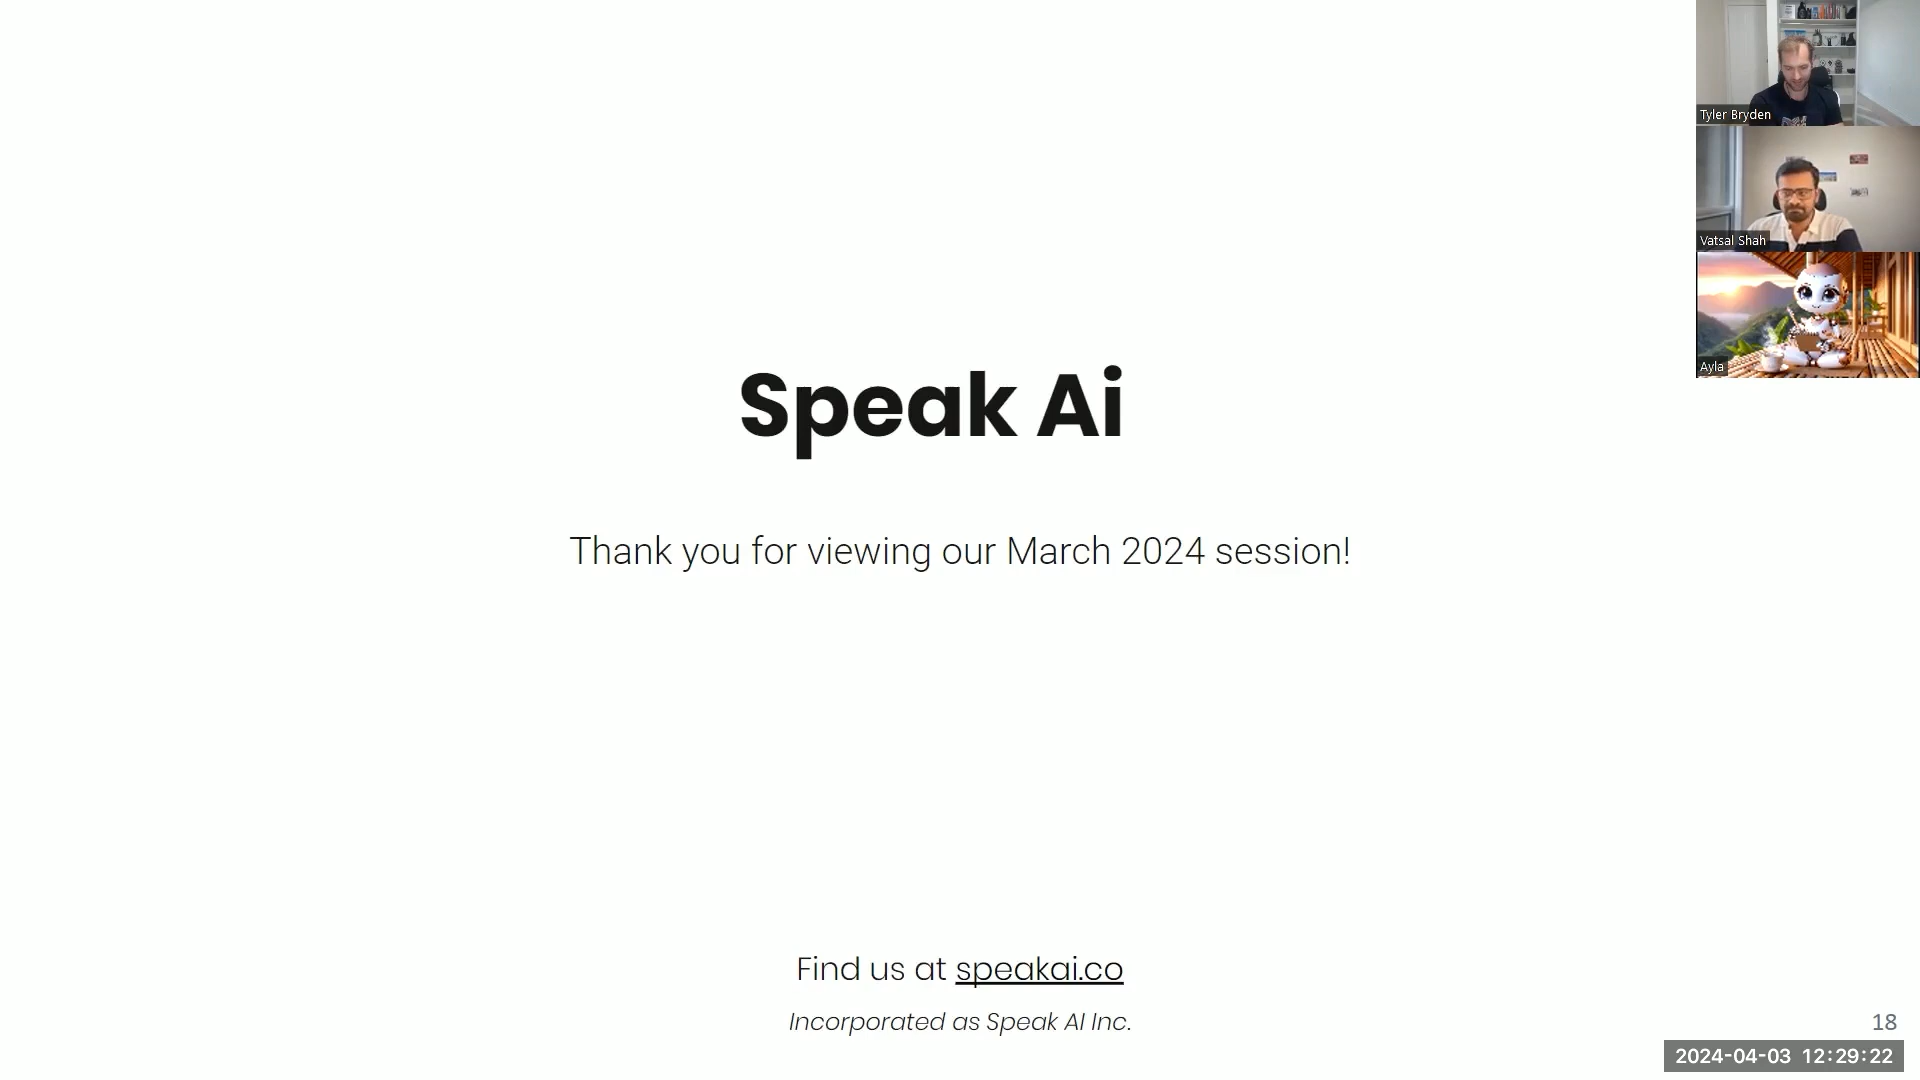 Tyler Bryden
Vatsal Shah
Ayla
Speak Ai
Thank you for viewing our March 2024 session!
Find us at speakai.co
Incorporated as Speak AI Inc.
18
2024-04-03 12:29:22